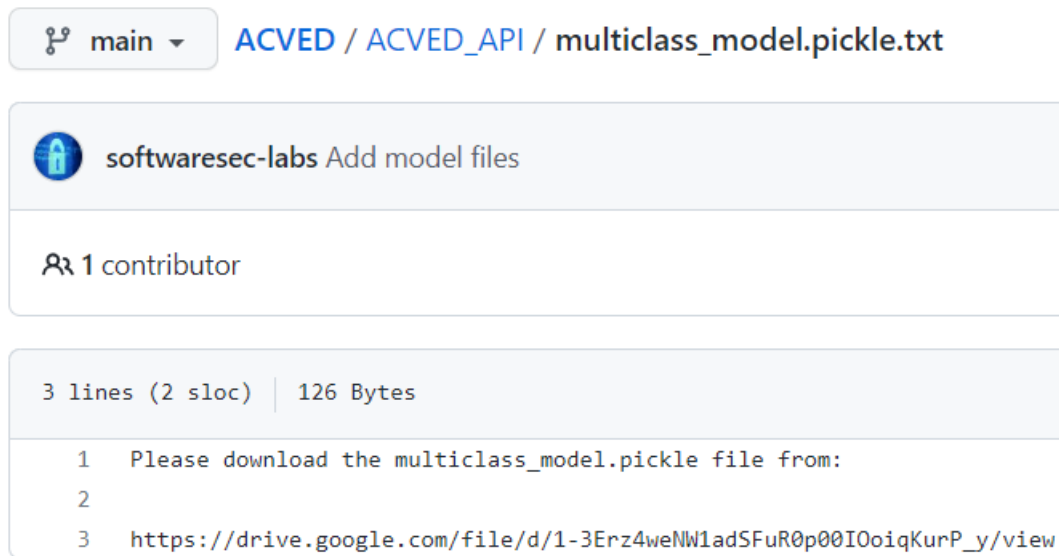 main ACVED / ACVED_API / multiclass_model.pickle.txt
softwaresec-labs Add model files
1 contributor
3 lines (2 sloc) 126 Bytes
1 Please download the multiclass_model.pickle file from:
2
3 https://drive.google.com/file/d/1-3Erz4weNW1adSFuR0p00IOoiqKurP_y/view